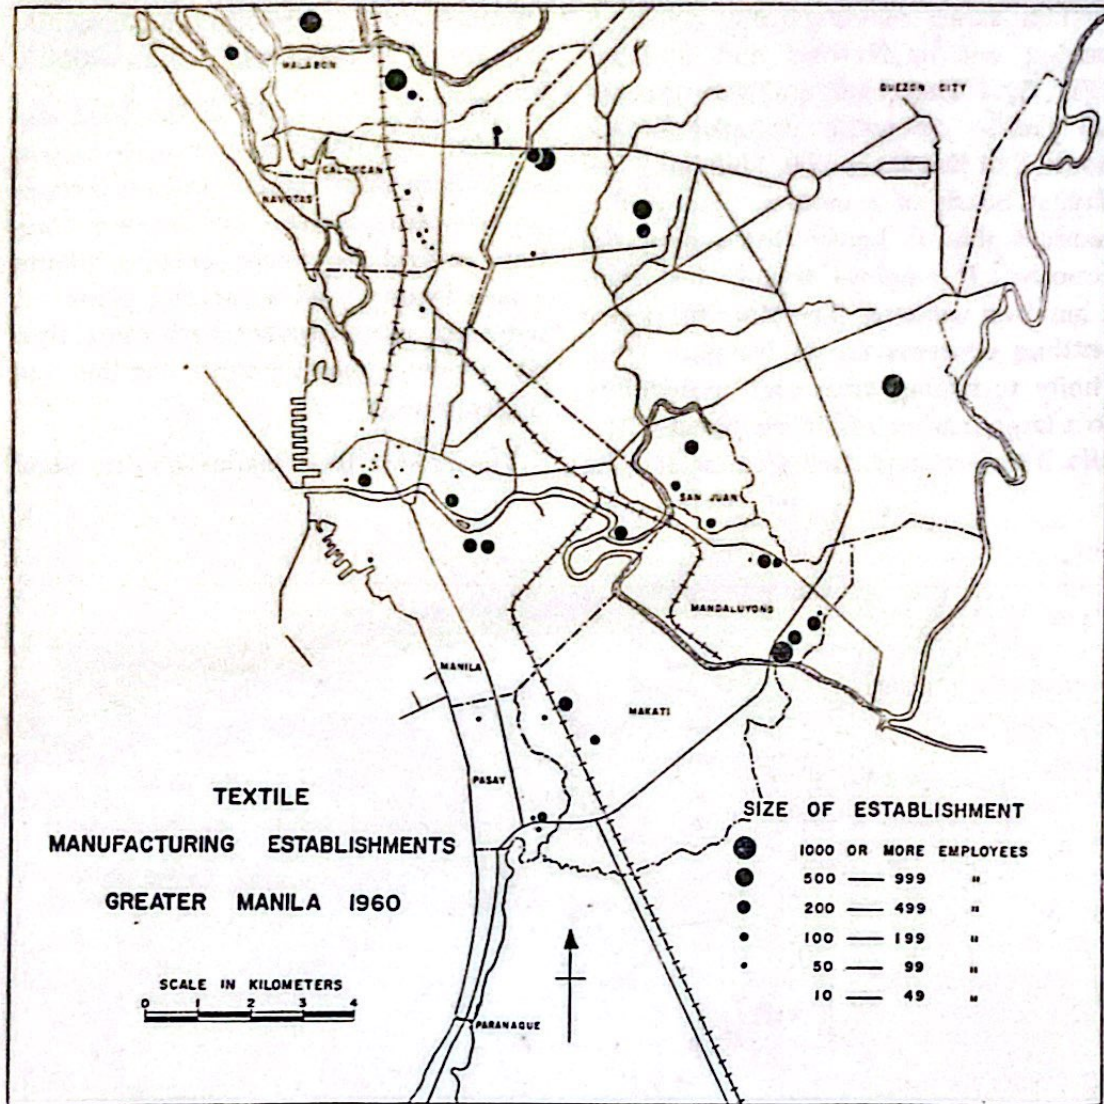 MALABON
QUEZON CITY
CALOOCAN
NAVOTAS
SAN JUAN
MANDALUYONG
MANILA
MAKATI
PASAY
TEXTILE
MANUFACTURING ESTABLISHMENTS
GREATER MANILA 1960
SCALE IN KILOMETERS
0 1 2 3 4
SIZE OF ESTABLISHMENT
1000 OR MORE EMPLOYEES
500 — 999 "
200 — 499 "
100 — 199 "
50 — 99 "
10 — 49 "
PARANAQUE